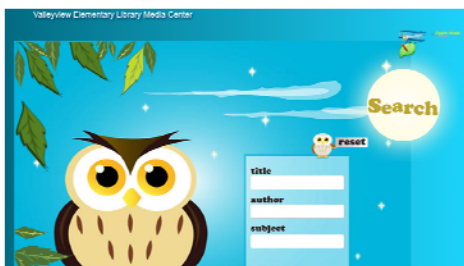 Valleyview Elementary Library Media Center
Search
reset
title
author
subject